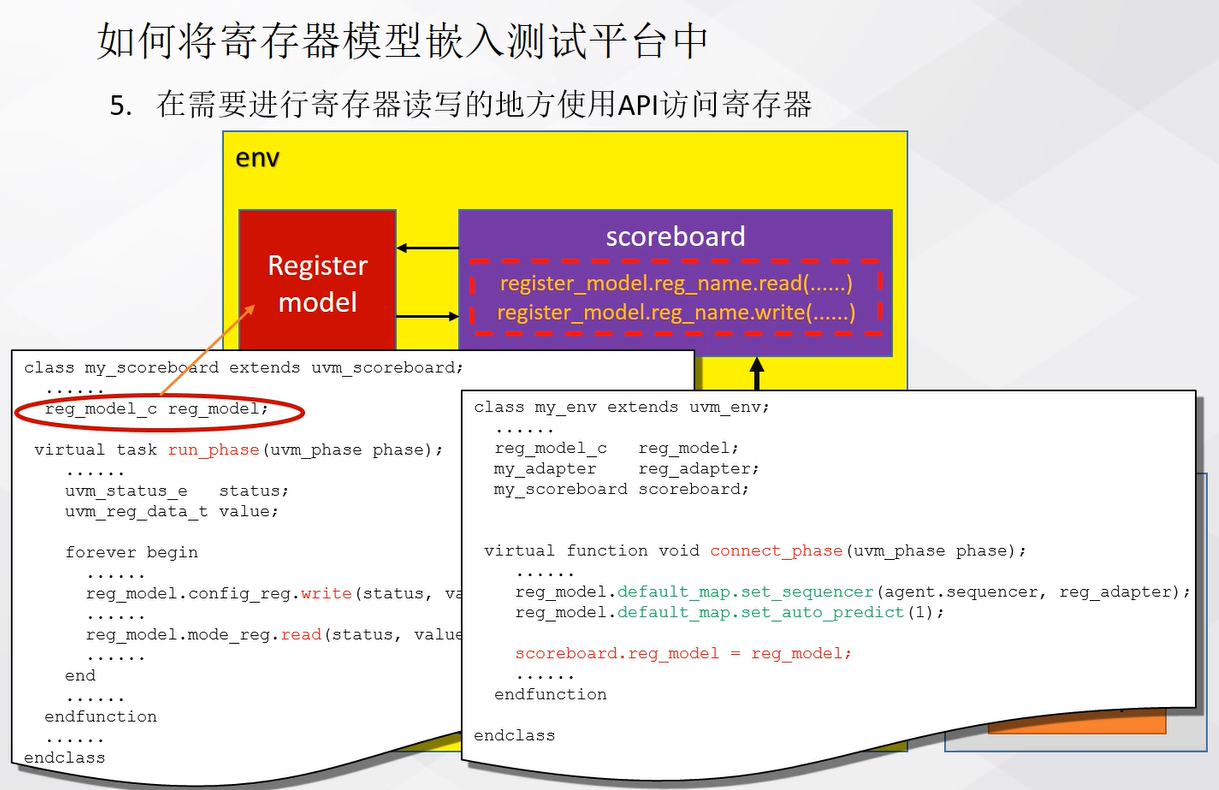 如何将寄存器模型嵌入测试平台中
5. 在需要进行寄存器读写的地方使用API访问寄存器
env
Register
model
scoreboard
register_model.reg_name.read(......)
register_model.reg_name.write(......)
class my_scoreboard extends uvm_scoreboard;
......
reg_model_c reg_model;
virtual task run_phase(uvm_phase phase);
......
uvm_status_e   status;
uvm_reg_data_t value;
forever begin
......
reg_model.config_reg.write(status, va
......
reg_model.mode_reg.read(status, value
......
end
......
endfunction
......
endclass
class my_env extends uvm_env;
......
reg_model_c   reg_model;
my_adapter    reg_adapter;
my_scoreboard scoreboard;
virtual function void connect_phase(uvm_phase phase);
......
reg_model.default_map.set_sequencer(agent.sequencer, reg_adapter);
reg_model.default_map.set_auto_predict(1);
scoreboard.reg_model = reg_model;
......
endfunction
endclass